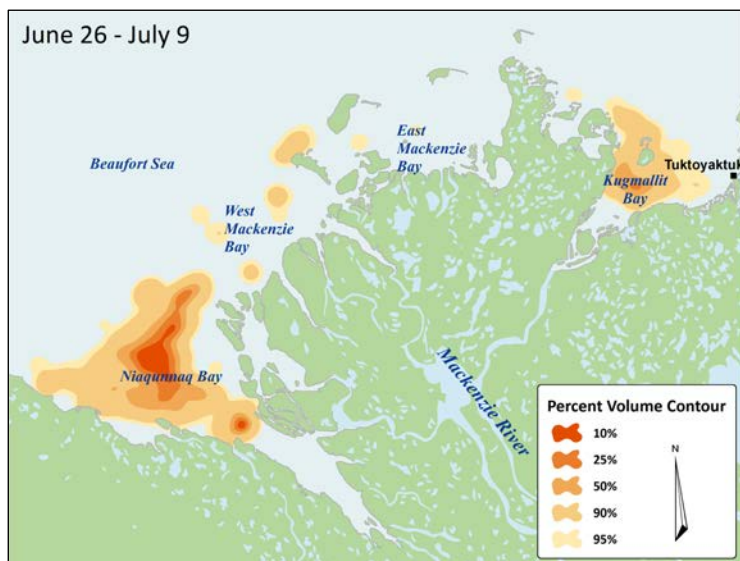 June 26 - July 9
Beaufort Sea
East
Mackenzie
Bay
Tuktoyaktuk
Kugmallit
Bay
West
Mackenzie
Bay
Niaqunnaq Bay
Mackenzie River
Percent Volume Contour
10%
25%
50%
90%
95%
N